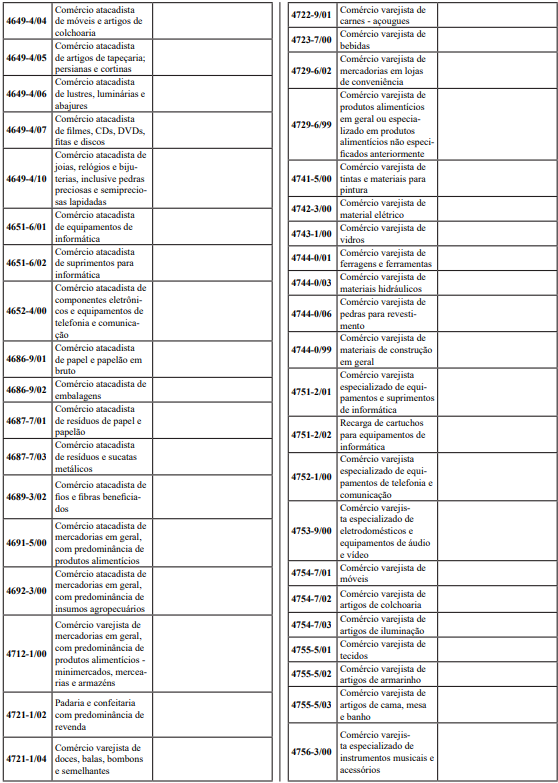 4649-4/04
Comércio atacadista
de móveis e artigos de
colchoaria
4649-4/05
Comércio atacadista
de artigos de tapeçaria;
persianas e cortinas
4649-4/06
Comércio atacadista
de lustres, luminárias e
abajures
4649-4/07
Comércio atacadista
de filmes, CDs, DVDs,
fitas e discos
4649-4/10
Comércio atacadista de
joias, relógios e biju-
terias, inclusive pedras
preciosas e semiprecio-
sas lapidadas
4651-6/01
Comércio atacadista
de equipamentos de
informática
4651-6/02
Comércio atacadista
de suprimentos para
informática
4652-4/00
Comércio atacadista de
componentes eletrôni-
cos e equipamentos de
telefonia e comunica-
ção
4686-9/01
Comércio atacadista
de papel e papelão em
bruto
4686-9/02
Comércio atacadista de
embalagens
4687-7/01
Comércio atacadista
de resíduos de papel e
papelão
4687-7/03
Comércio atacadista
de resíduos e sucatas
metálicos
4689-3/02
Comércio atacadista de
fios e fibras beneficia-
dos
4691-5/00
Comércio atacadista de
mercadorias em geral,
com predominância de
produtos alimentícios
4692-3/00
Comércio atacadista de
mercadorias em geral,
com predominância de
insumos agropecuários
4712-1/00
Comércio varejista de
mercadorias em geral,
com predominância de
produtos alimentícios -
minimercados, mercea-
rias e armazéns
4721-1/02
Padaria e confeitaria
com predominância de
revenda
4721-1/04
Comércio varejista de
doces, balas, bombons
e semelhantes
4722-9/01
Comércio varejista de
carnes - açougues
4723-7/00
Comércio varejista de
bebidas
4729-6/02
Comércio varejista de
mercadorias em lojas
de conveniência
4729-6/99
Comércio varejista de
produtos alimentícios
em geral ou especia-
lizado em produtos
alimentícios não especi-
ficados anteriormente
4741-5/00
Comércio varejista de
tintas e materiais para
pintura
4742-3/00
Comércio varejista de
material elétrico
4743-1/00
Comércio varejista de
vidros
4744-0/01
Comércio varejista de
ferragens e ferramentas
4744-0/03
Comércio varejista de
materiais hidráulicos
4744-0/06
Comércio varejista de
pedras para revesti-
mento
4744-0/99
Comércio varejista de
materiais de construção
em geral
4751-2/01
Comércio varejista
especializado de equi-
pamentos e suprimentos
de informática
4751-2/02
Recarga de cartuchos
para equipamentos de
informática
4752-1/00
Comércio varejista
especializado de equi-
pamentos de telefonia e
comunicação
4753-9/00
Comércio varejis-
ta especializado de
eletrodomésticos e
equipamentos de áudio
e vídeo
4754-7/01
Comércio varejista de
móveis
4754-7/02
Comércio varejista de
artigos de colchoaria
4754-7/03
Comércio varejista de
artigos de iluminação
4755-5/01
Comércio varejista de
tecidos
4755-5/02
Comercio varejista de
artigos de armarinho
4755-5/03
Comercio varejista de
artigos de cama, mesa
e banho
4756-3/00
Comércio varejis-
ta especializado de
instrumentos musicais e
acessórios